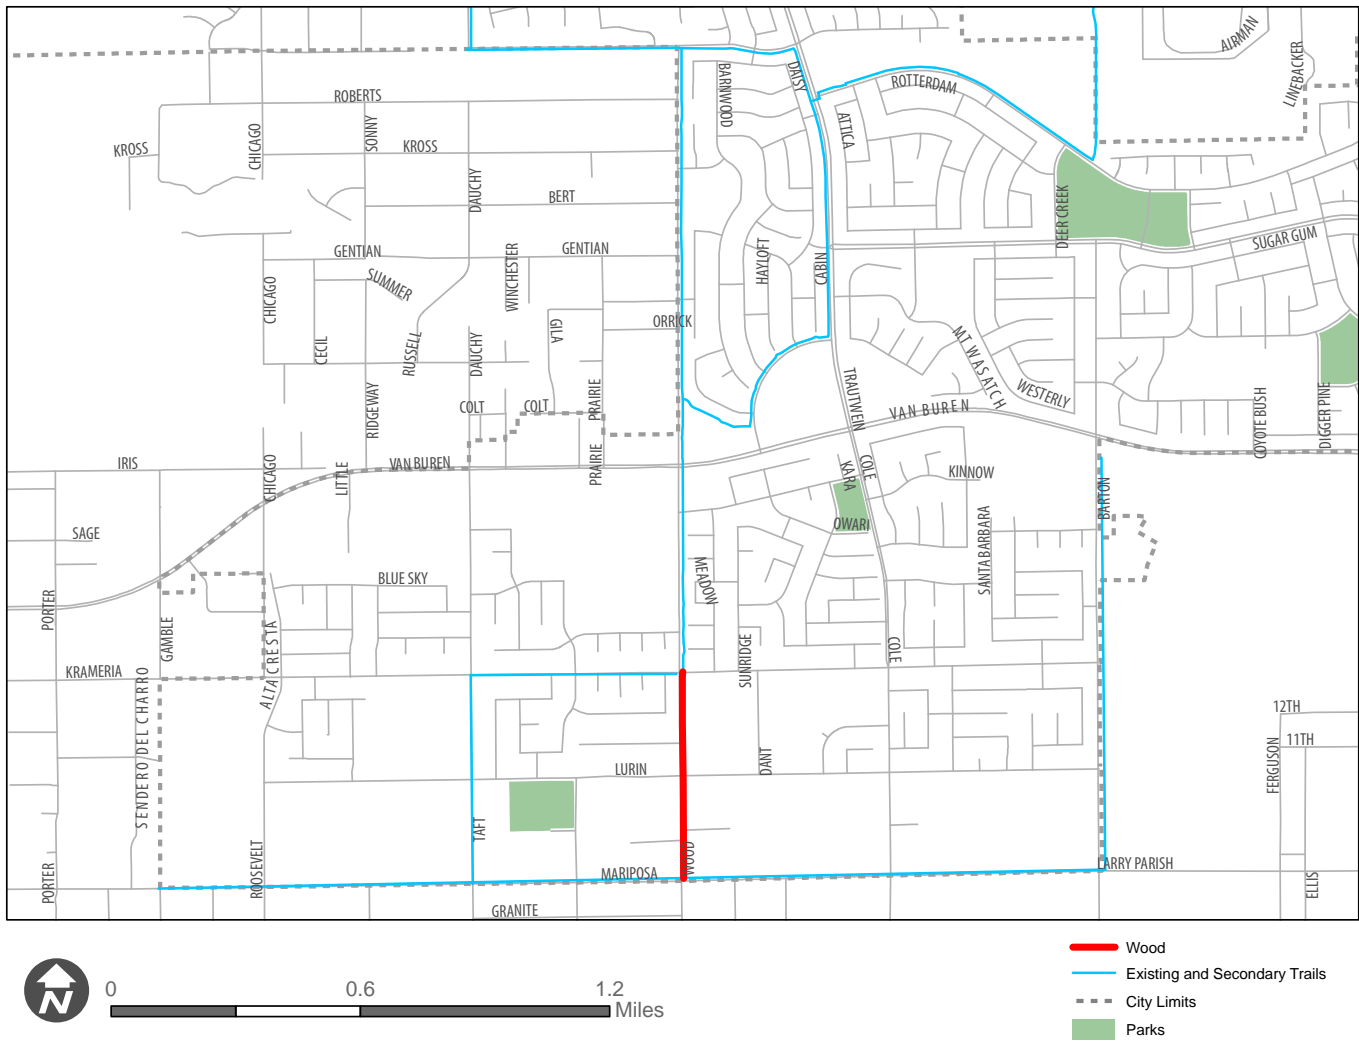 AIRMAN
LINEBACKER
BARNWOOD
DAISY
ROTTERDAM
ROBERTS
ATTICA
SONNY
CHICAGO
KROSS
KROSS
DAUCHY
BERT
DEER CREEK
SUGAR GUM
GENTIAN
GENTIAN
HAYLOFT
CABIN
WINCHESTER
SUMMER
CHICAGO
ORRICK
GILA
CECIL
RUSSELL
DAUCHY
MT WASATCH
WESTERLY
TRAUTWEIN
VAN BUREN
RIDGEWAY
COLT
COLT
PRAIRIE
COYOTE BUSH
DIGGER PINE
IRIS
CHICAGO
LITTLE
VAN BUREN
PRAIRIE
KARA
COLE
KINNOW
BARTON
OWARI
SAGE
SANTA BARBARA
MEADOW
BLUE SKY
PORTER
GAMBLE
ALTA CRESTA
SUNRIDGE
COLE
KRAMERIA
SENDERO DEL CHARRO
12TH
11TH
FERGUSON
LURIN
DANT
TAFT
WOOD
ROOSEVELT
PORTER
MARIPOSA
LARRY PARISH
ELLIS
GRANITE
N
0 0.6 1.2
Miles
Wood
Existing and Secondary Trails
City Limits
Parks